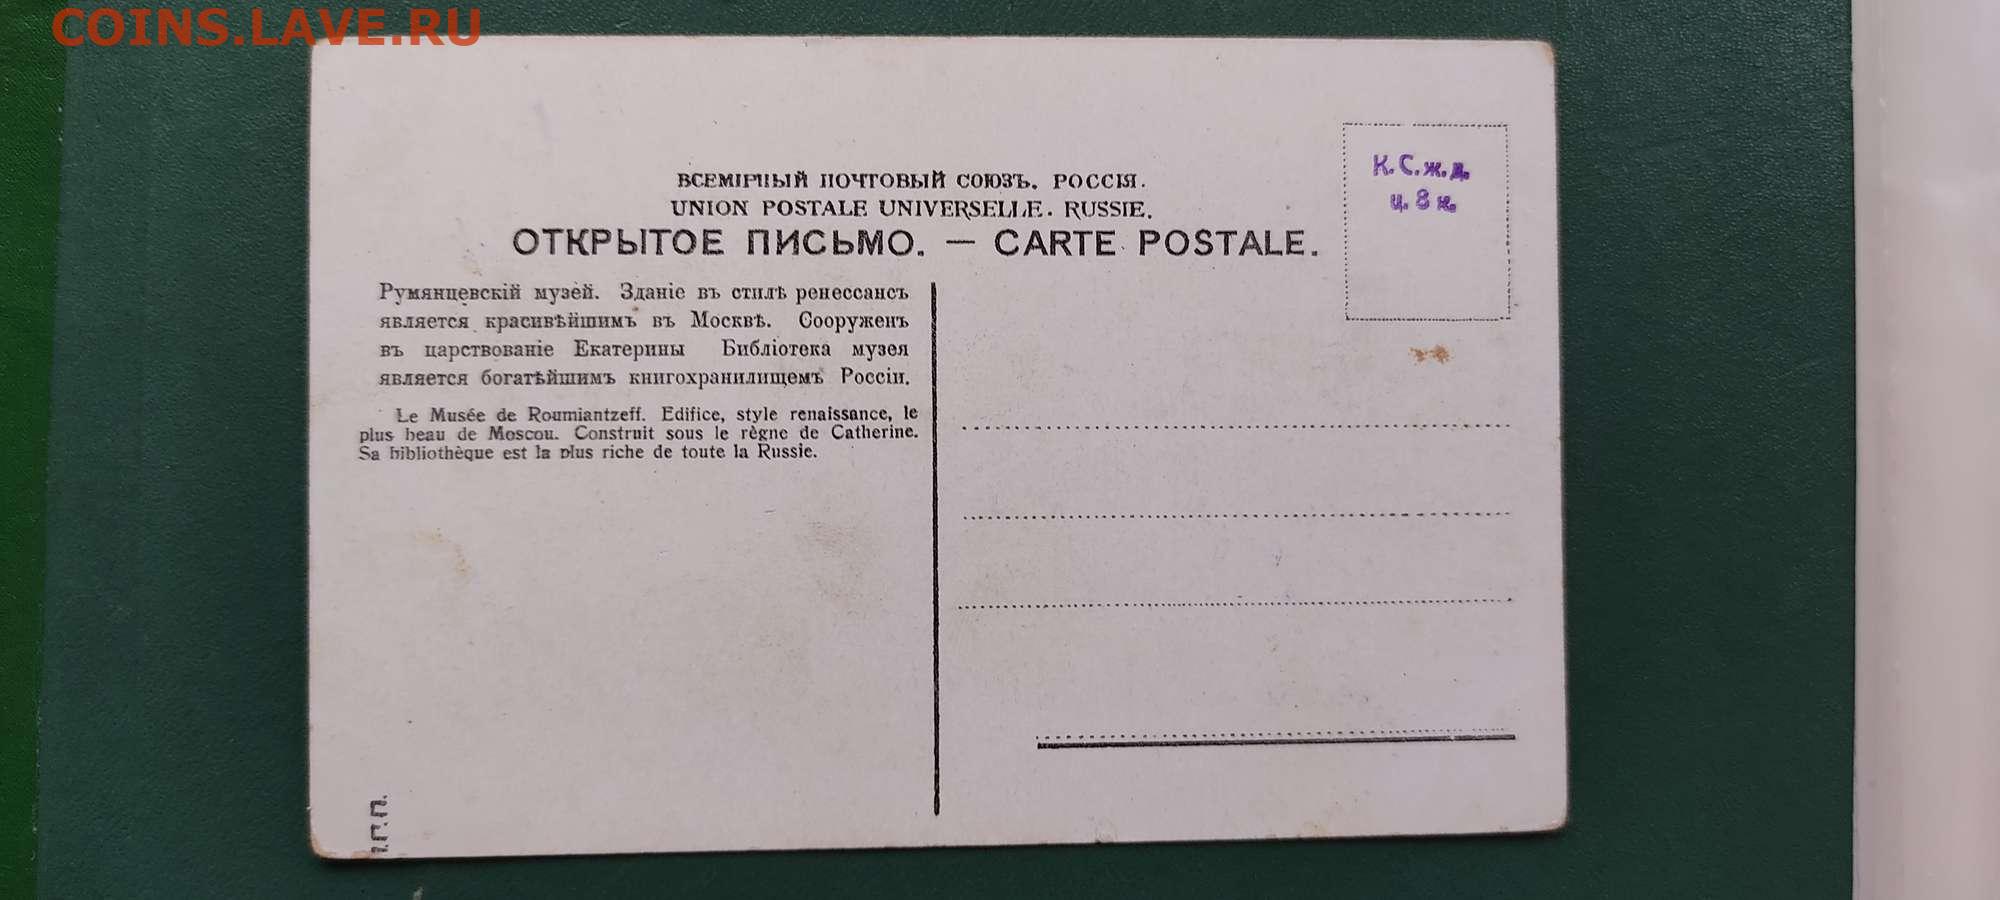 COINS.LAVE.RU
ВСЕМІРНЫЙ ПОЧТОВЫЙ СОЮЗЪ. РОССІЯ.
UNION POSTALE UNIVERSELLE. RUSSIE.
ОТКРЫТОЕ ПИСЬМО. — CARTE POSTALE.
К. С. ж. д.
ц. 8 к.
Румянцевскій музей. Зданіе въ стилѣ ренессансъ
является красивѣйшимъ въ Москвѣ. Сооруженъ
въ царствованіе Екатерины Библіотека музея
является богатѣйшимъ книгохранилищемъ Россіи.
Le Musée de Roumiantzeff. Edifice, style renaissance, le
plus beau de Moscou. Construit sous le règne de Catherine.
Sa bibliothèque est la plus riche de toute la Russie.
Г. П.